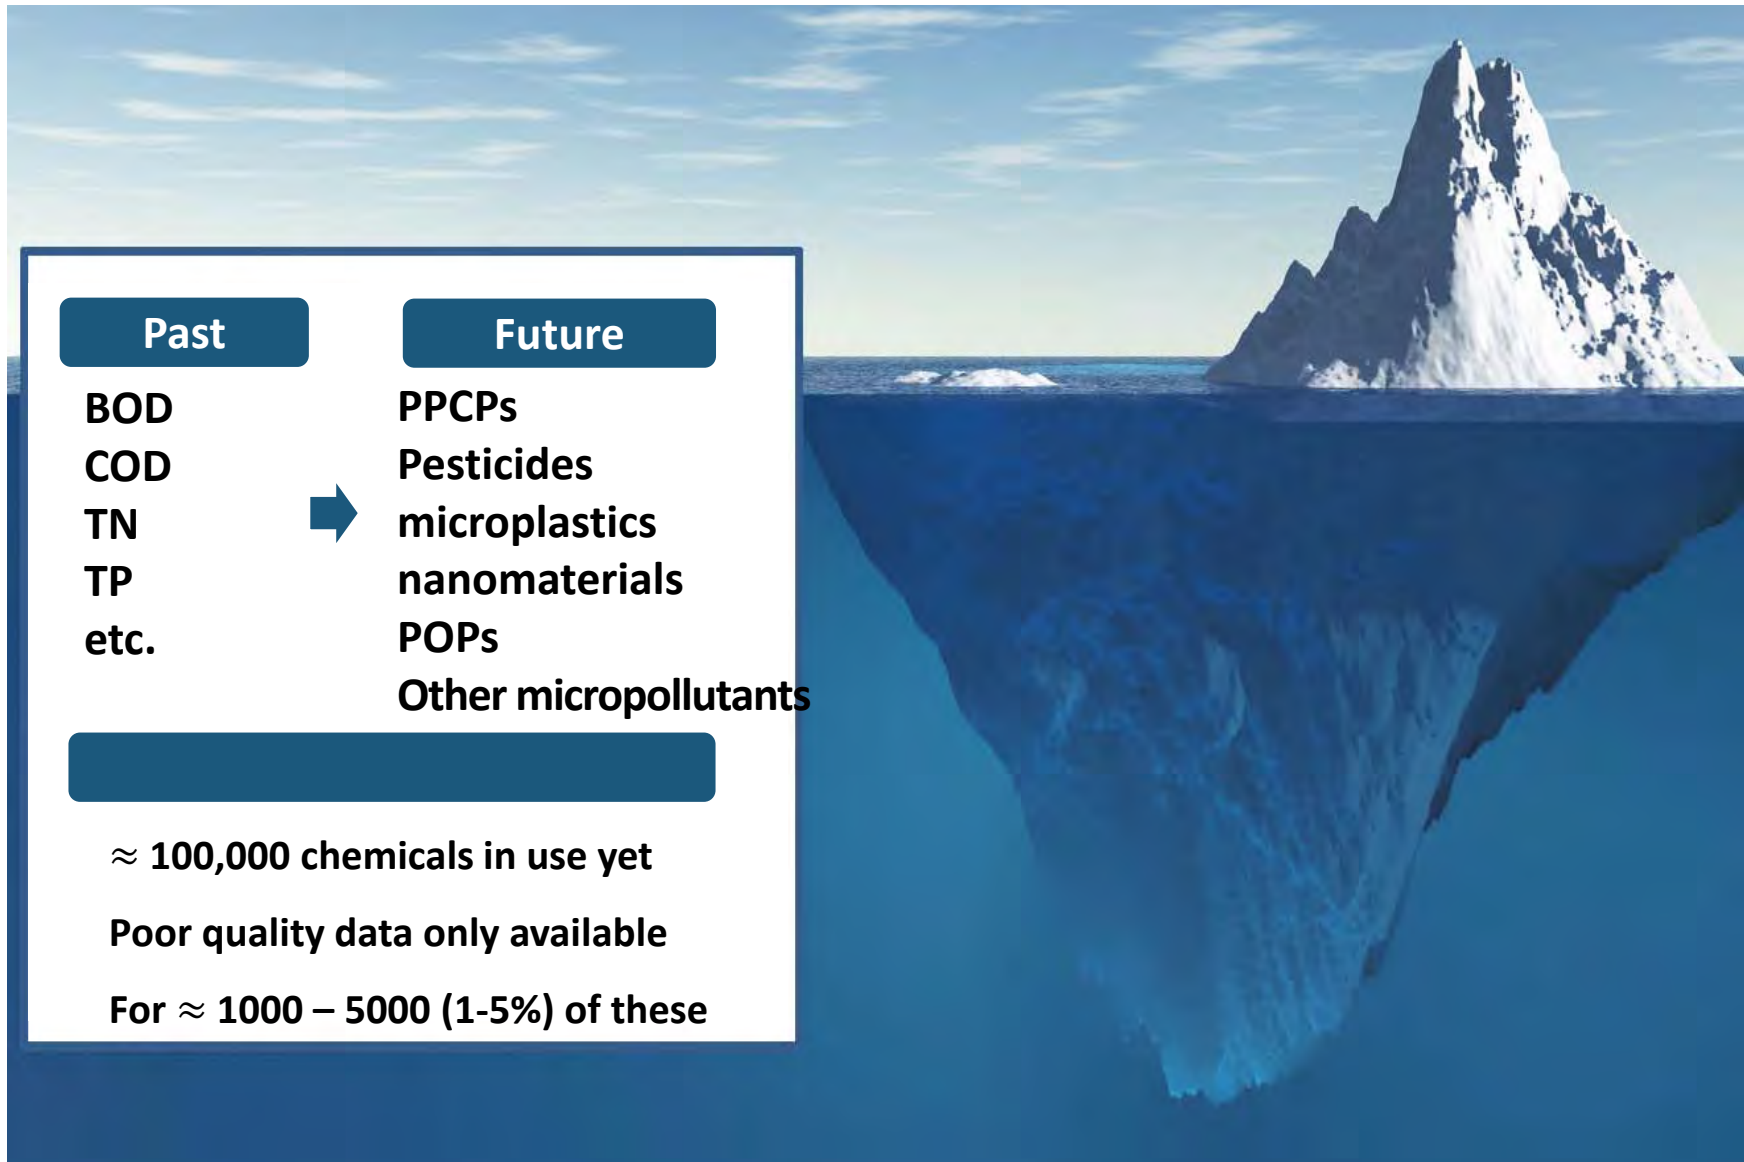 Past
BOD
COD
TN
TP
etc.
Future
PPCPs
Pesticides
microplastics
nanomaterials
POPs
Other micropollutants
≈ 100,000 chemicals in use yet
Poor quality data only available
For ≈ 1000 – 5000 (1-5%) of these